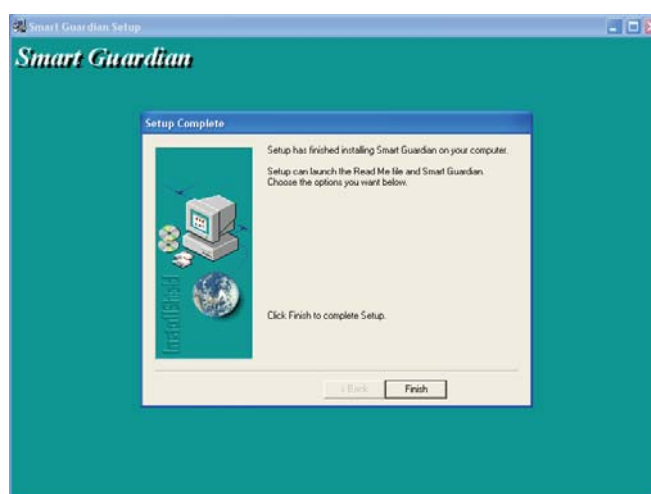 Smart Guardian Setup
Smart Guardian
Setup Complete
Setup has finished installing Smart Guardian on your computer.
Setup can launch the Read Me file and Smart Guardian.
Choose the options you want below.
InstallShield
Click Finish to complete Setup.
< Back
Finish